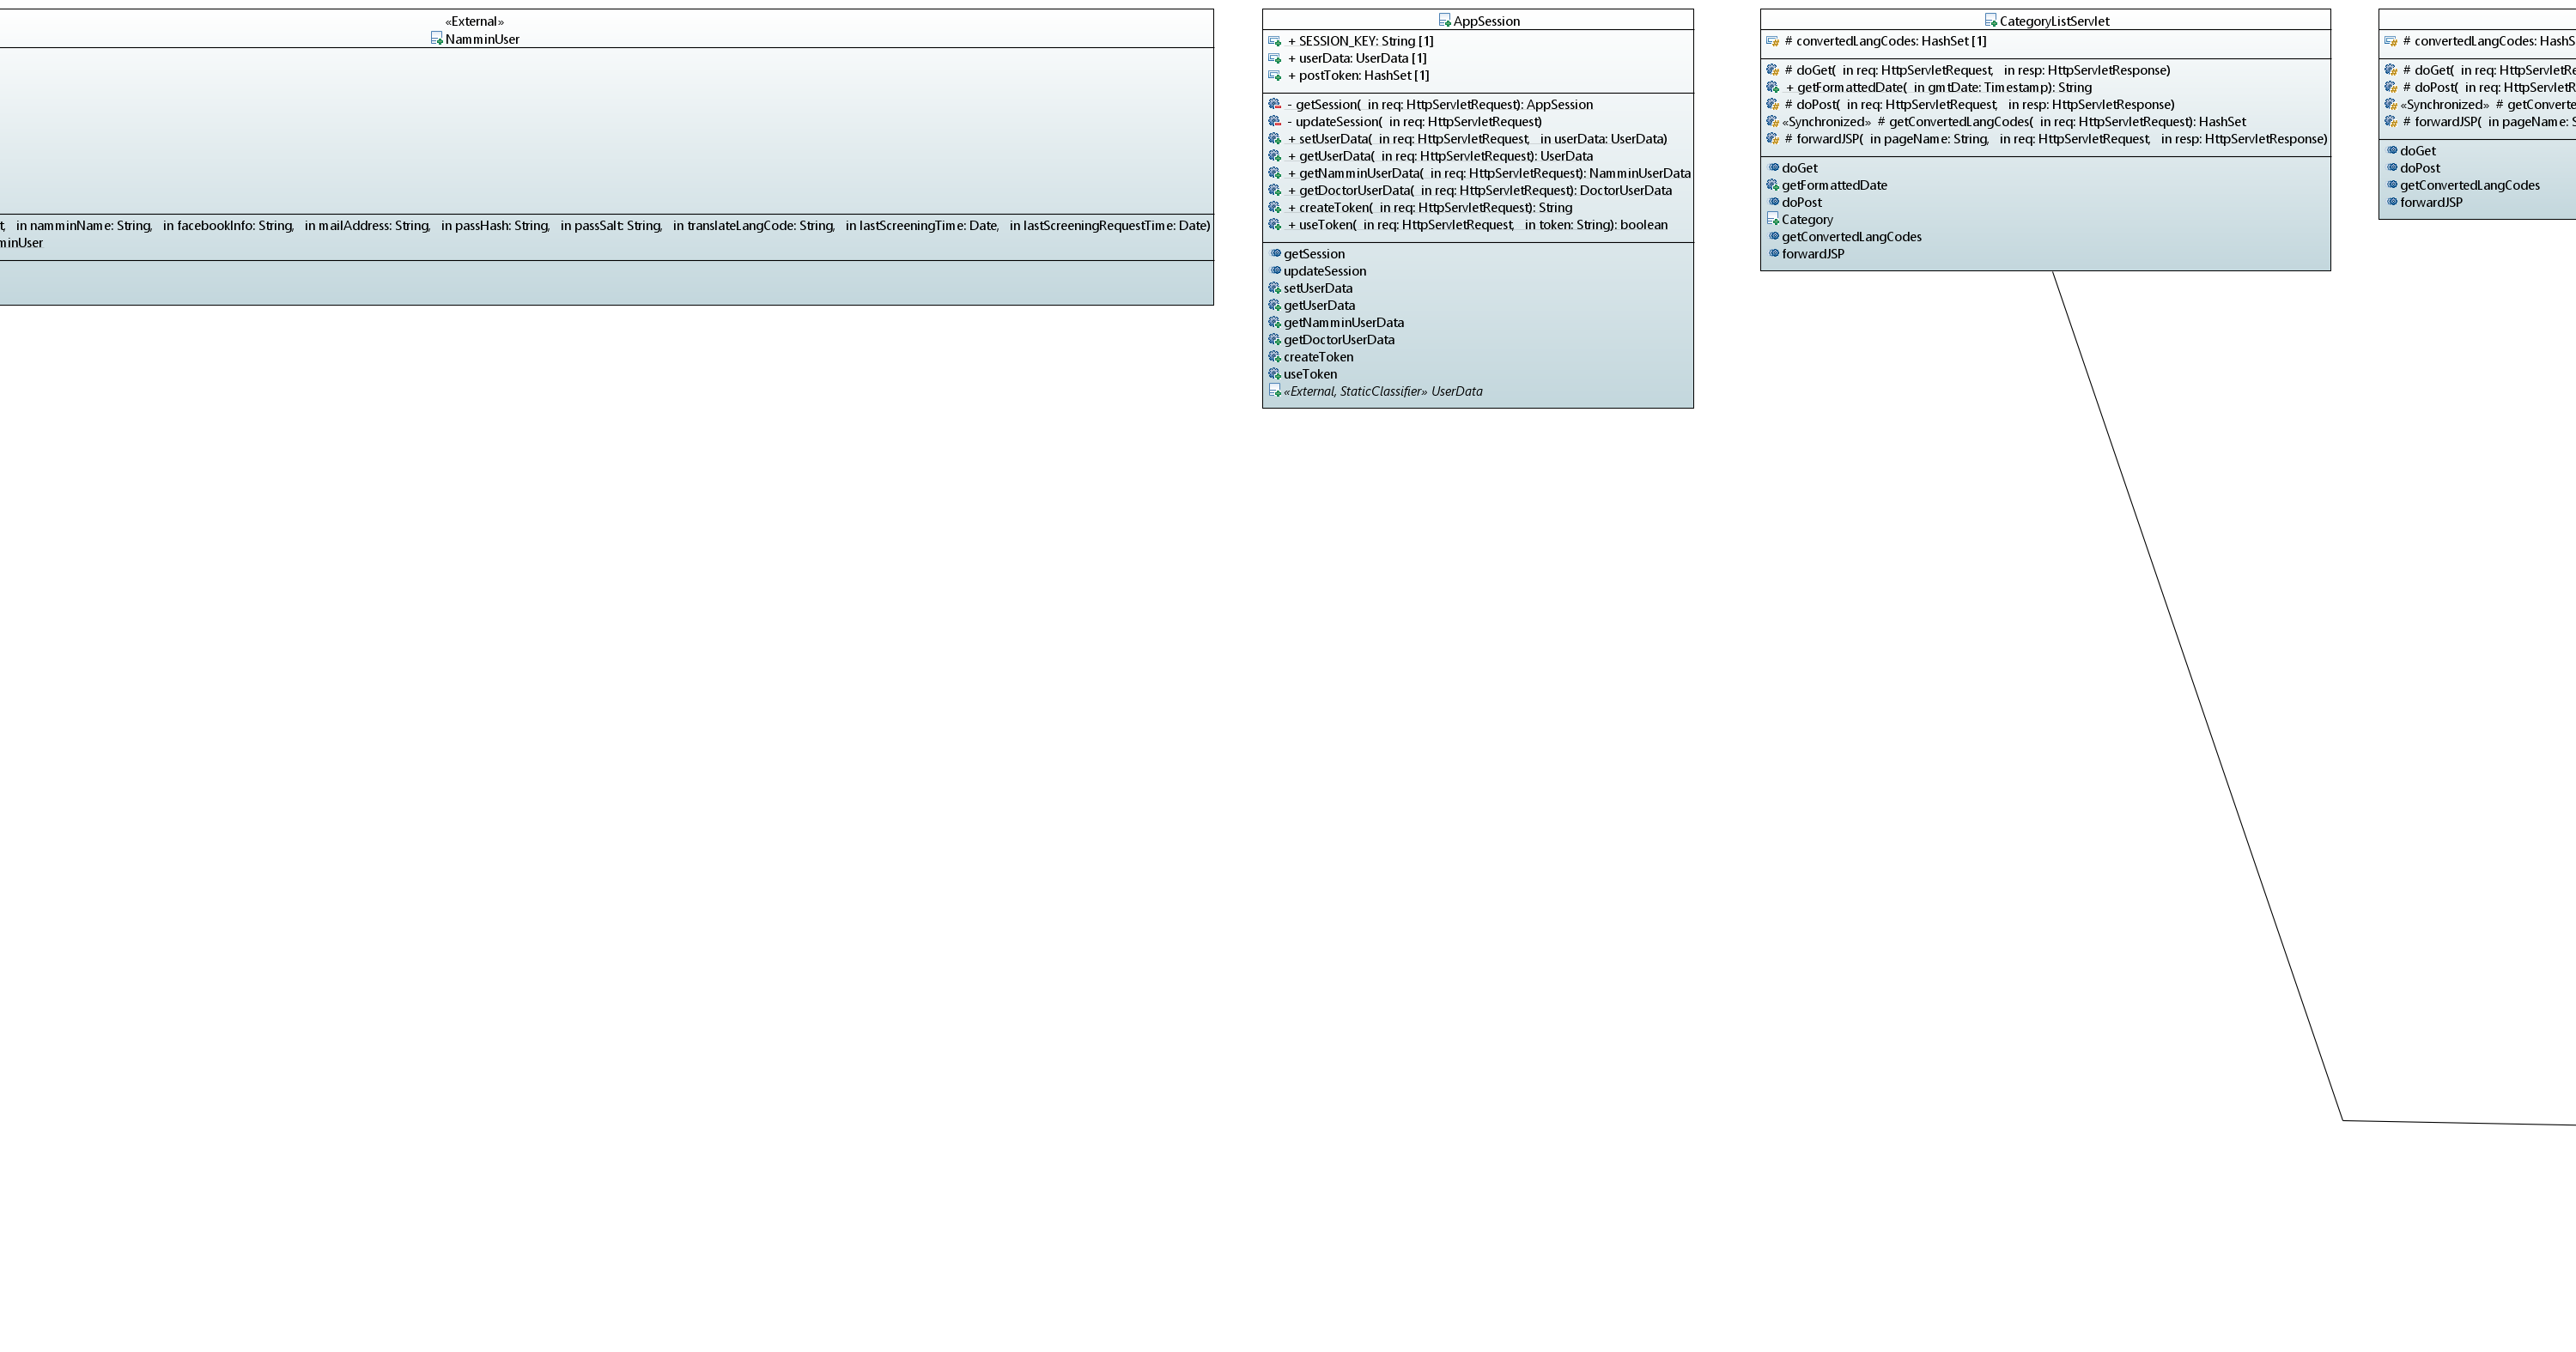 «External»
NamminUser
t, in namminName: String, in facebookInfo: String, in mailAddress: String, in passHash: String, in passSalt: String, in translateLangCode: String, in lastScreeningTime: Date, in lastScreeningRequestTime: Date)
minUser
AppSession
+ SESSION_KEY: String [1]
+ userData: UserData [1]
+ postToken: HashSet [1]
- getSession( in req: HttpServletRequest): AppSession
- updateSession( in req: HttpServletRequest)
+ setUserData( in req: HttpServletRequest, in userData: UserData)
+ getUserData( in req: HttpServletRequest): UserData
+ getNamminUserData( in req: HttpServletRequest): NamminUserData
+ getDoctorUserData( in req: HttpServletRequest): DoctorUserData
+ createToken( in req: HttpServletRequest): String
+ useToken( in req: HttpServletRequest, in token: String): boolean
getSession
updateSession
setUserData
getUserData
getNamminUserData
getDoctorUserData
createToken
useToken
«External, StaticClassifier» UserData
CategoryListServlet
# convertedLangCodes: HashSet [1]
# doGet( in req: HttpServletRequest, in resp: HttpServletResponse)
+ getFormattedDate( in gmtDate: Timestamp): String
# doPost( in req: HttpServletRequest, in resp: HttpServletResponse)
«Synchronized» # getConvertedLangCodes( in req: HttpServletRequest): HashSet
# forwardJSP( in pageName: String, in req: HttpServletRequest, in resp: HttpServletResponse)
doGet
getFormattedDate
doPost
Category
getConvertedLangCodes
forwardJSP
# convertedLangCodes: HashS
# doGet( in req: HttpServletRe
# doPost( in req: HttpServletR
«Synchronized» # getConverte
# forwardJSP( in pageName: S
doGet
doPost
getConvertedLangCodes
forwardJSP